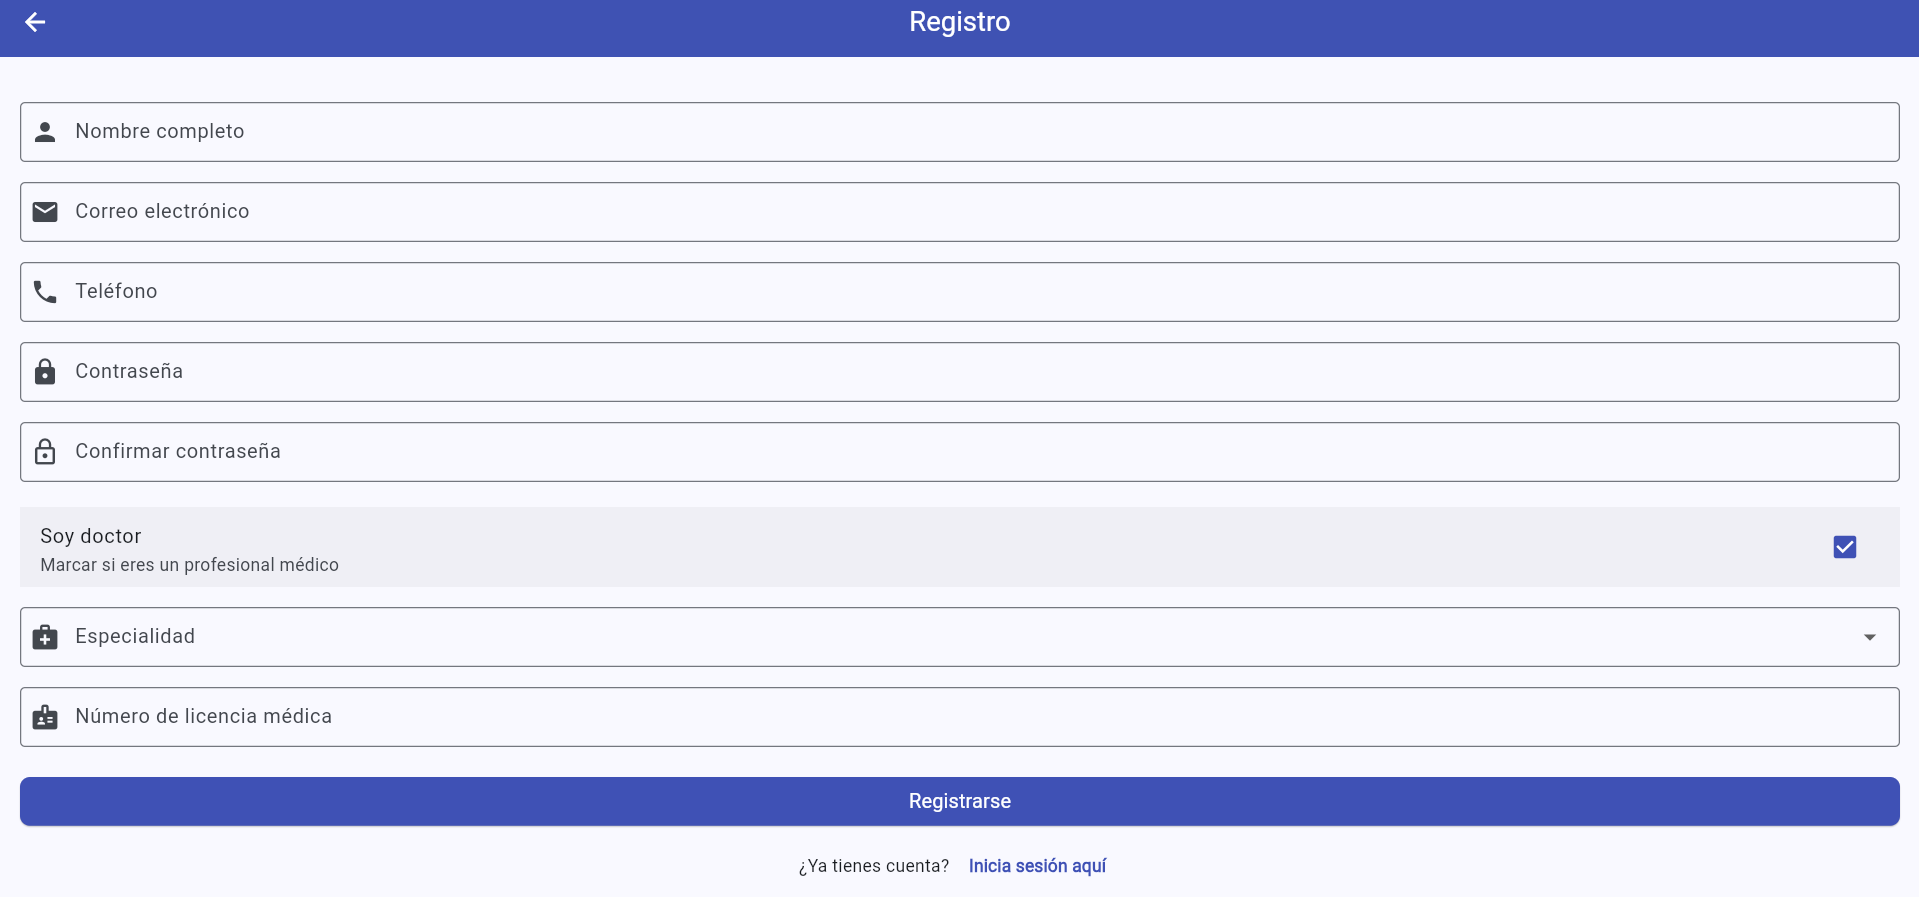 Registro
Nombre completo
Correo electrónico
Teléfono
Contraseña
Confirmar contraseña
Soy doctor
Marcar si eres un profesional médico
Especialidad
Número de licencia médica
Registrarse
¿Ya tienes cuenta? Inicia sesión aquí